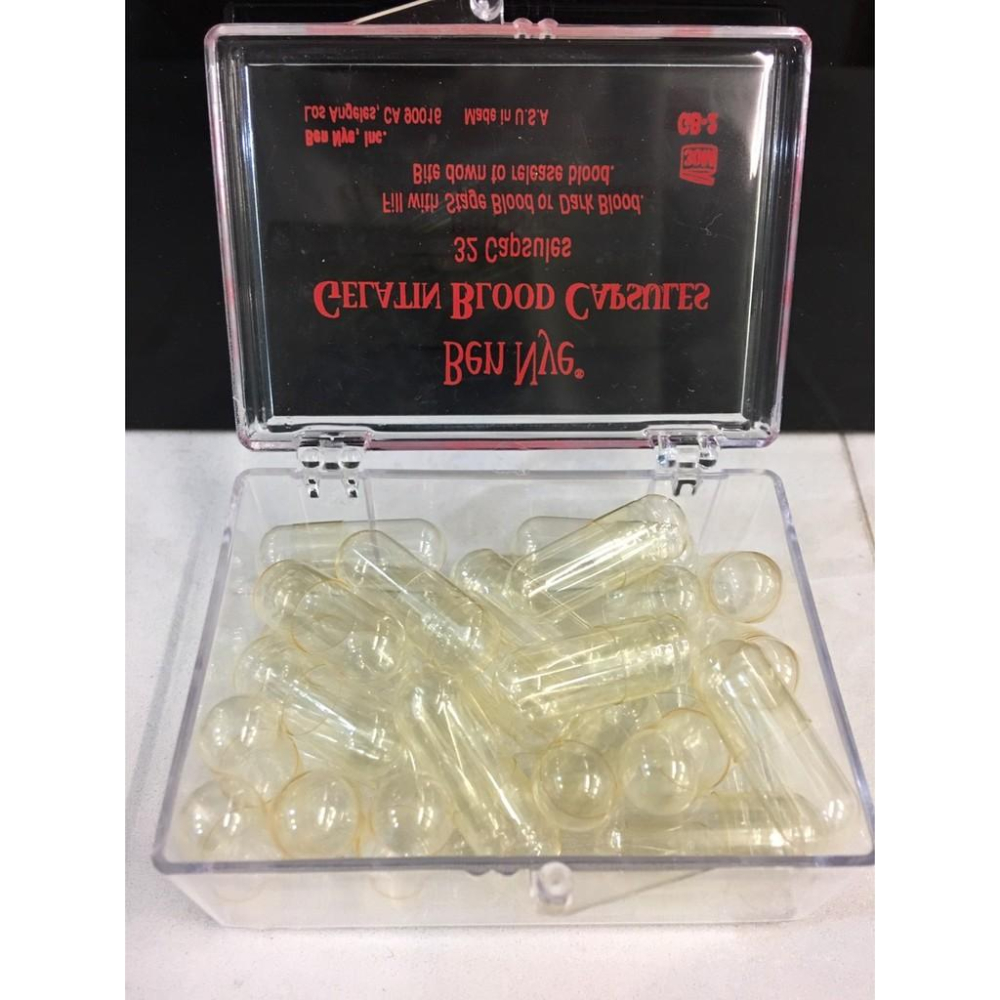 Ben Nye®
GELATIN BLOOD CAPSULES
32 Capsules
Fill with Stage Blood or Dark Blood.
Bite down to release blood.
Ben Nye, Inc.
Los Angeles, CA 90016 Made in U.S.A
GB-2